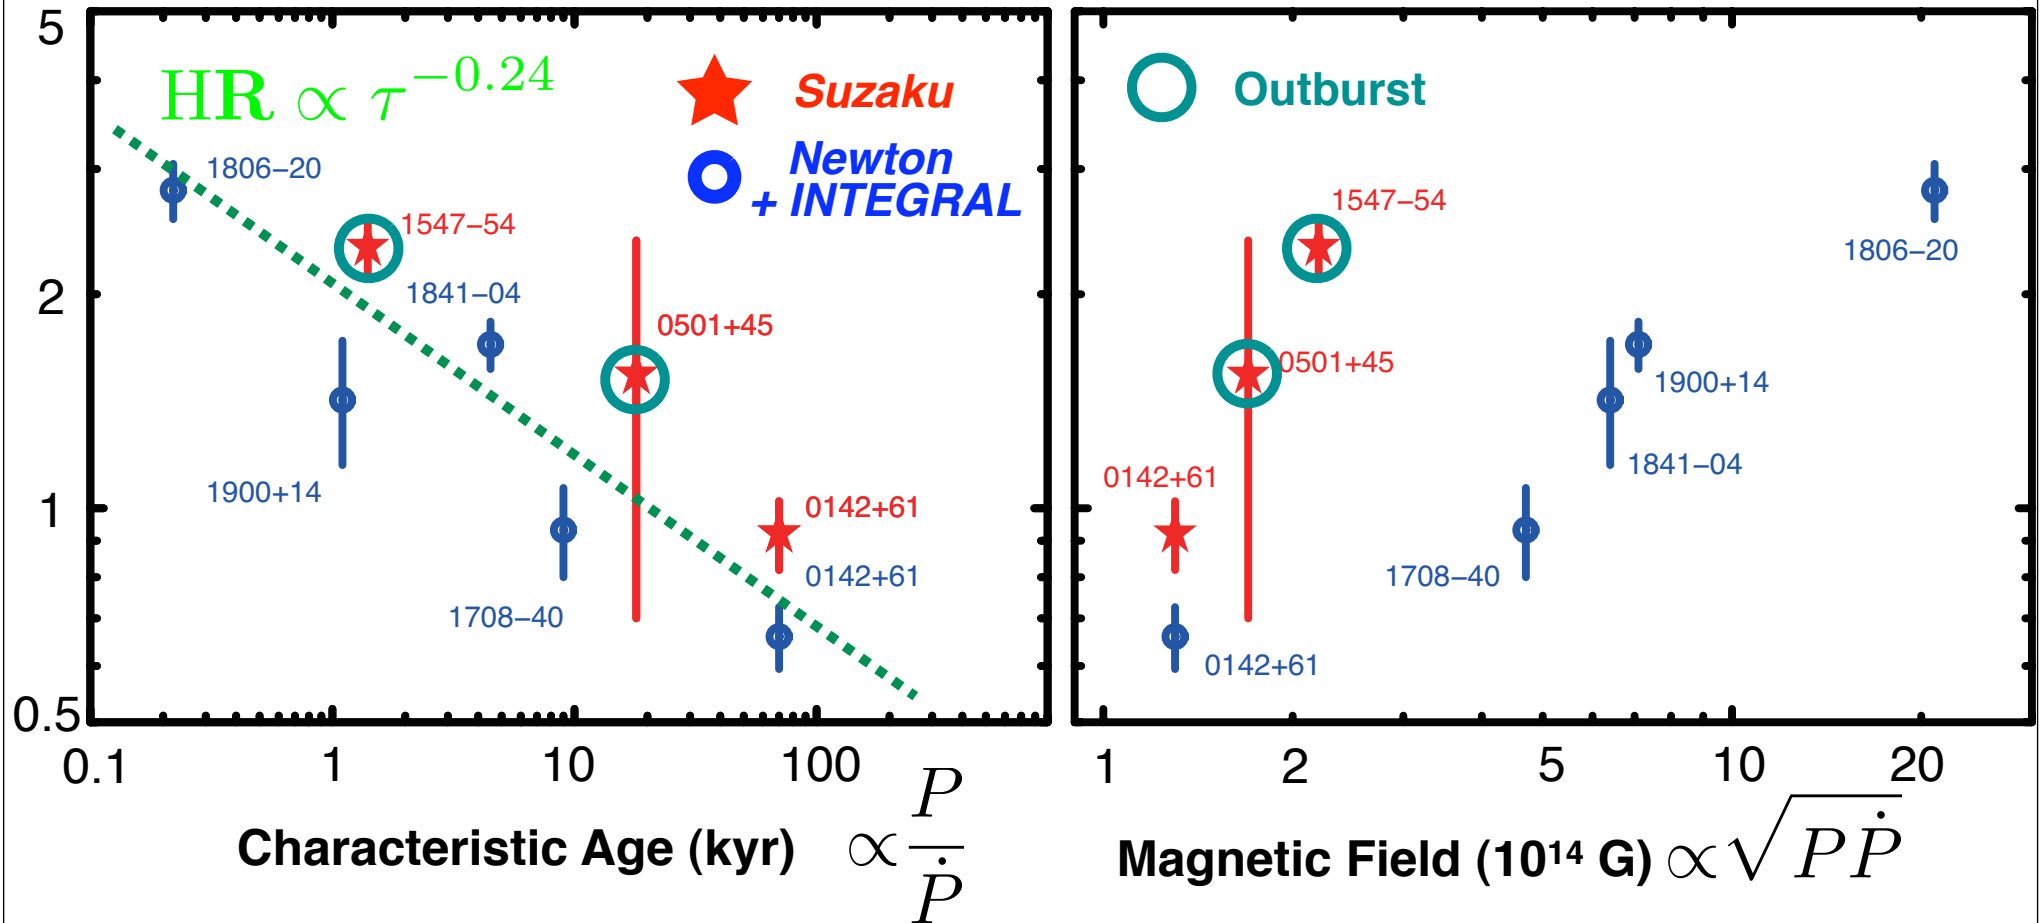 5
2
1
0.5
HR ∝ τ^−0.24
Suzaku
Newton
+ INTEGRAL
1806−20
1547−54
1841−04
0501+45
1900+14
0142+61
0142+61
1708−40
0.1 1 10 100
Characteristic Age (kyr) ∝ P/Ṗ
Outburst
1547−54
1806−20
0501+45
1900+14
1841−04
0142+61
1708−40
0142+61
1 2 5 10 20
Magnetic Field (10¹⁴ G) ∝ √PṖ